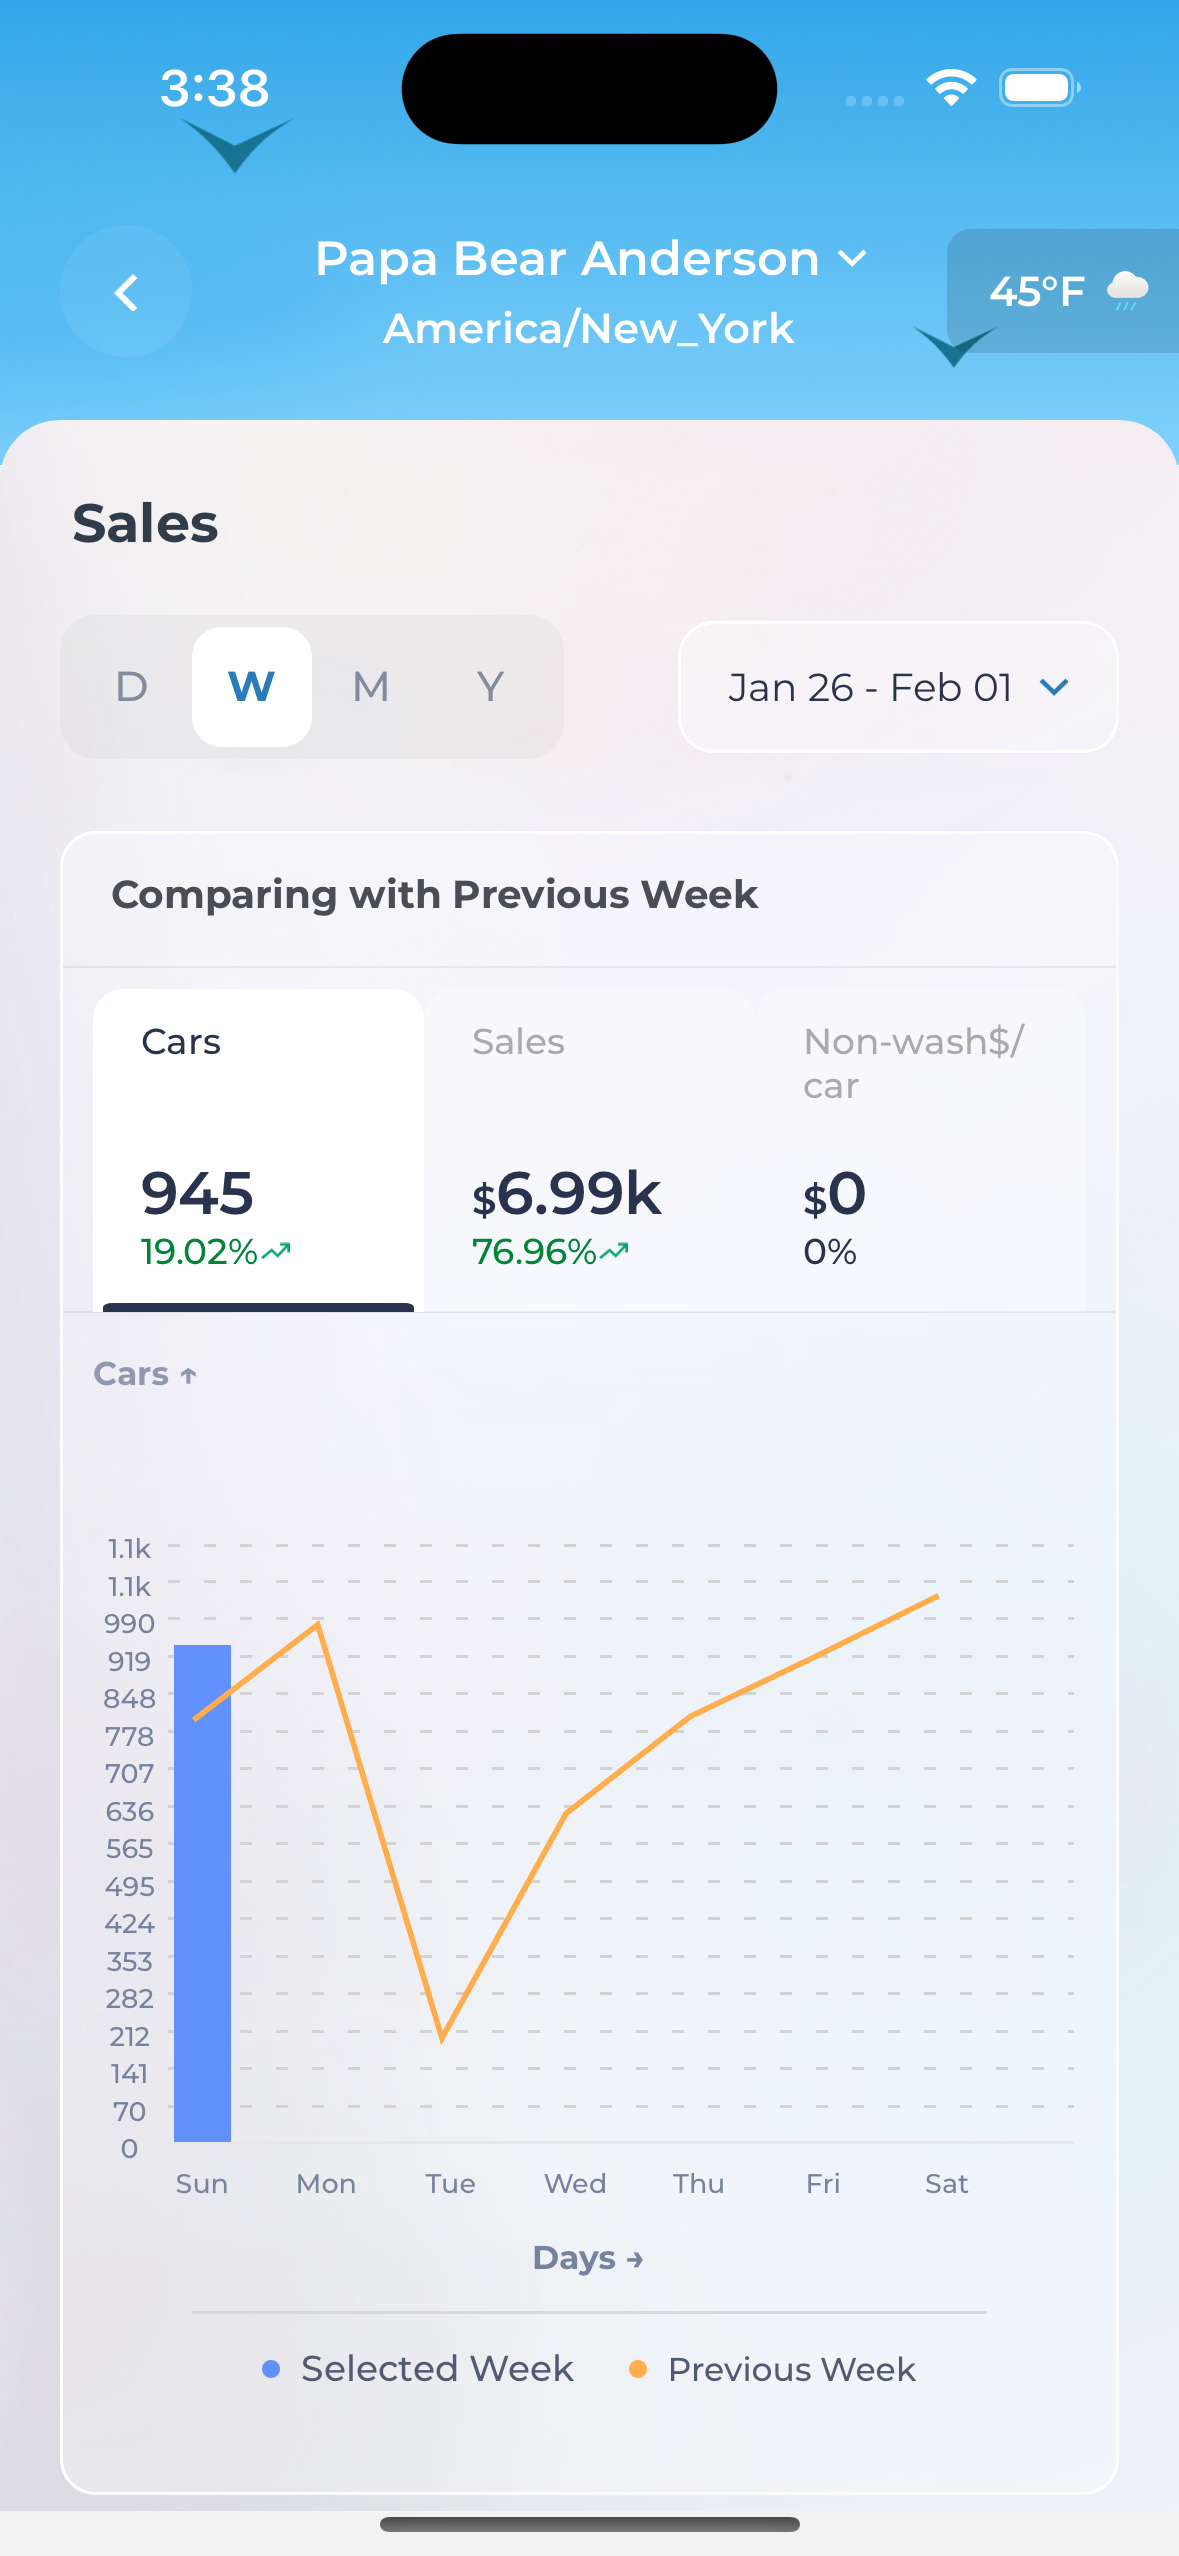 3:38
Papa Bear Anderson
America/New_York
45°F
Sales
D W M Y
Jan 26 - Feb 01
Comparing with Previous Week
Cars
Sales
Non-wash$/
car
945
$6.99k
$0
19.02%
76.96%
0%
Cars ↑
1.1k
1.1k
990
919
848
778
707
636
565
495
424
353
282
212
141
70
0
Sun Mon Tue Wed Thu Fri Sat
Days →
Selected Week Previous Week